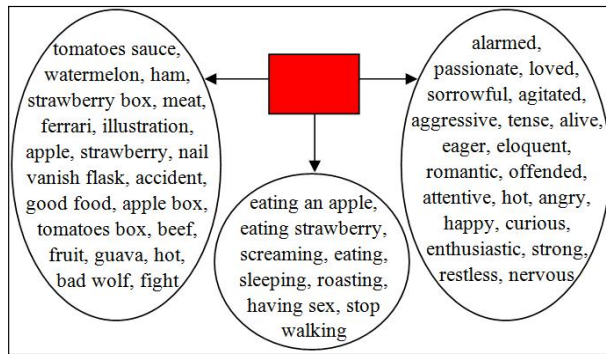 tomatoes sauce,
watermelon, ham,
strawberry box, meat,
ferrari, illustration,
apple, strawberry, nail
vanish flask, accident,
good food, apple box,
tomatoes box, beef,
fruit, guava, hot,
bad wolf, fight
eating an apple,
eating strawberry,
screaming, eating,
sleeping, roasting,
having sex, stop
walking
alarmed,
passionate, loved,
sorrowful, agitated,
aggressive, tense, alive,
eager, eloquent,
romantic, offended,
attentive, hot, angry,
happy, curious,
enthusiastic, strong,
restless, nervous